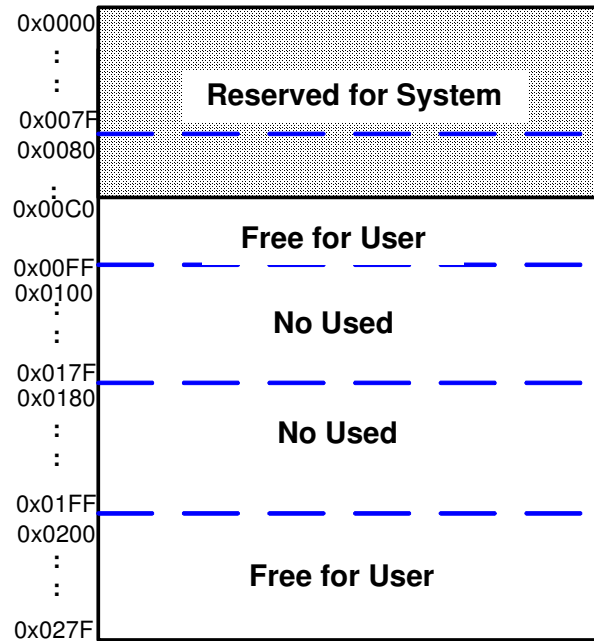 0x0000
:
:
Reserved for System
0x007F
0x0080
:
0x00C0
Free for User
0x00FF
0x0100
:
:
No Used
0x017F
0x0180
:
:
No Used
0x01FF
0x0200
:
:
Free for User
0x027F